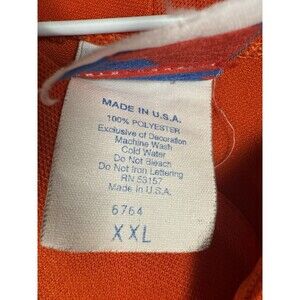 MADE IN U.S.A.
100% POLYESTER
Exclusive of Decoration
Machine Wash
Cold Water
Do Not Bleach
Do Not Iron Lettering
RN 53157
Made in U.S.A.
6764
XXL